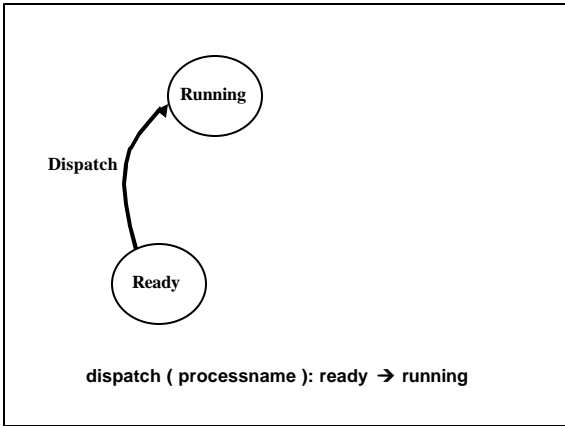 Running
Dispatch
Ready
dispatch ( processname ): ready → running